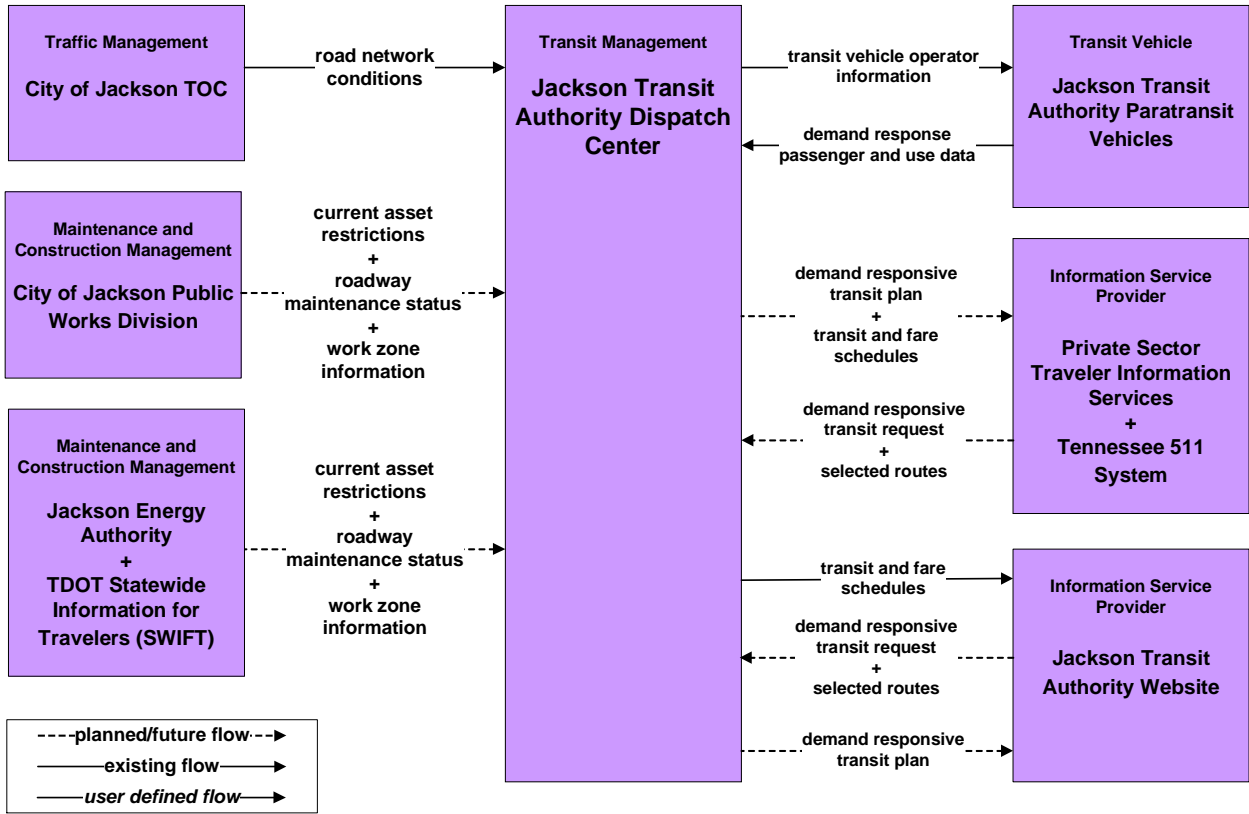 Traffic Management
City of Jackson TOC
road network
conditions
Maintenance and
Construction Management
City of Jackson Public
Works Division
current asset
restrictions
+
roadway
maintenance status
+
work zone
information
Maintenance and
Construction Management
Jackson Energy
Authority
+
TDOT Statewide
Information for
Travelers (SWIFT)
current asset
restrictions
+
roadway
maintenance status
+
work zone
information
Transit Management
Jackson Transit
Authority Dispatch
Center
transit vehicle operator
information
demand response
passenger and use data
Transit Vehicle
Jackson Transit
Authority Paratransit
Vehicles
demand responsive
transit plan
+
transit and fare
schedules
demand responsive
transit request
+
selected routes
Information Service
Provider
Private Sector
Traveler Information
Services
+
Tennessee 511
System
transit and fare
schedules
demand responsive
transit request
+
selected routes
demand responsive
transit plan
Information Service
Provider
Jackson Transit
Authority Website
planned/future flow
existing flow
user defined flow